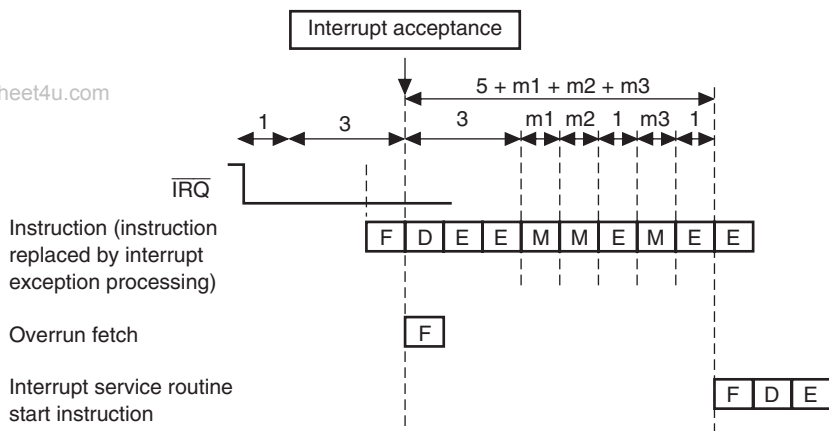 Interrupt acceptance
heet4u.com
5 + m1 + m2 + m3
1 3 3 m1 m2 1 m3 1
IRQ
Instruction (instruction
replaced by interrupt
exception processing)
F D E E M M E M E E
Overrun fetch
F
Interrupt service routine
start instruction
F D E